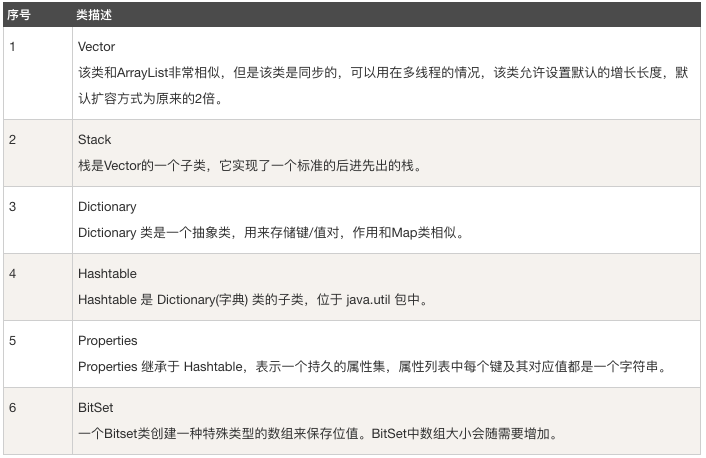 序号 类描述
1 Vector
该类和ArrayList非常相似，但是该类是同步的，可以用在多线程的情况，该类允许设置默认的增长长度，默
认扩容方式为原来的2倍。
2 Stack
栈是Vector的一个子类，它实现了一个标准的后进先出的栈。
3 Dictionary
Dictionary 类是一个抽象类，用来存储键/值对，作用和Map类相似。
4 Hashtable
Hashtable 是 Dictionary(字典) 类的子类，位于 java.util 包中。
5 Properties
Properties 继承于 Hashtable，表示一个持久的属性集，属性列表中每个键及其对应值都是一个字符串。
6 BitSet
一个Bitset类创建一种特殊类型的数组来保存位值。BitSet中数组大小会随需要增加。